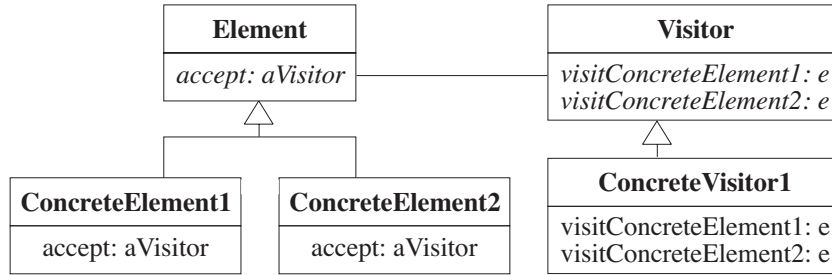 Element
accept: aVisitor
Visitor
visitConcreteElement1: e
visitConcreteElement2: e
ConcreteElement1
accept: aVisitor
ConcreteElement2
accept: aVisitor
ConcreteVisitor1
visitConcreteElement1: e
visitConcreteElement2: e